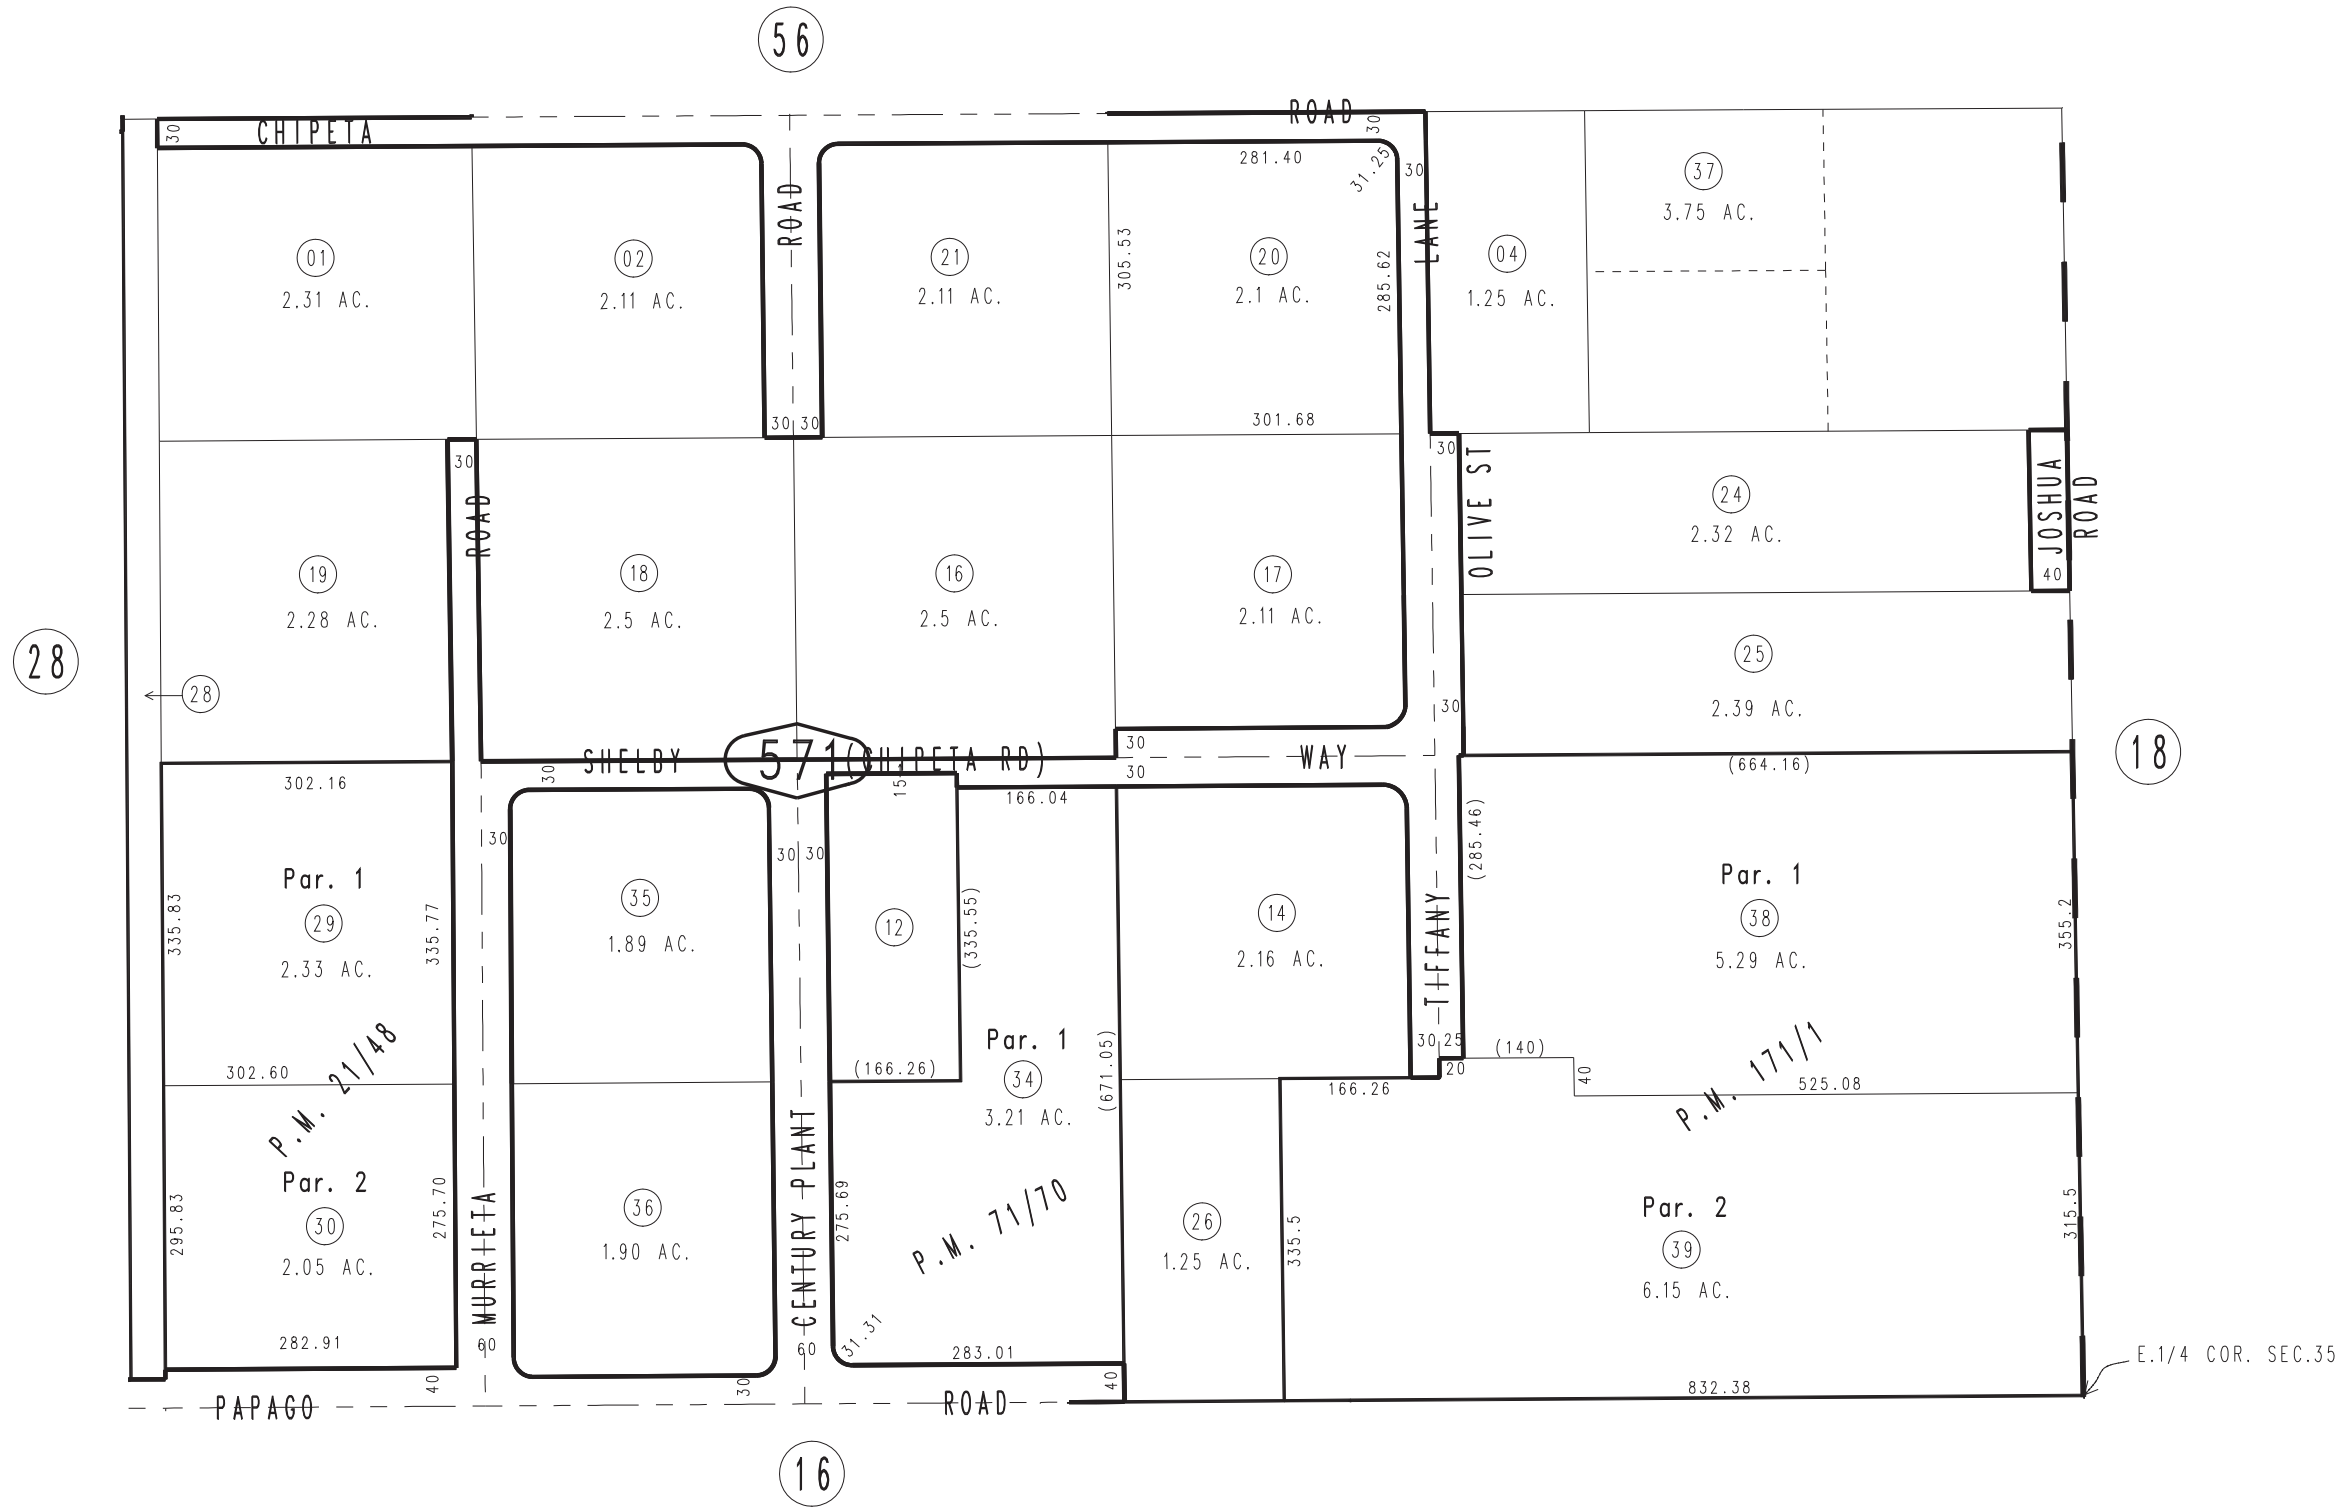 56
CHIPETA
ROAD
30
30
281.40
31.25
30
37
3.75 AC.
ROAD
LANE
01
2.31 AC.
02
2.11 AC.
21
2.11 AC.
305.53
20
2.1 AC.
285.62
04
1.25 AC.
30 30
301.68
30
30
ROAD
OLIVE ST
24
2.32 AC.
JOSHUA
ROAD
40
19
2.28 AC.
18
2.5 AC.
16
2.5 AC.
17
2.11 AC.
28
28
25
2.39 AC.
30
18
30
SHELBY
571
(CHIPETA RD)
WAY
30
30
15
166.04
(664.16)
302.16
30
30 30
(285.46)
Par. 1
29
2.33 AC.
335.83
335.77
35
1.89 AC.
12
(335.55)
14
2.16 AC.
TIFFANY
Par. 1
38
5.29 AC.
355.2
302.60
P.M. 21/48
(166.26)
Par. 1
34
3.21 AC.
(671.05)
30 25
20
(140)
40
166.26
525.08
P.M. 171/1
Par. 2
30
2.05 AC.
295.83
275.70
MURRIETA
36
1.90 AC.
CENTURY PLANT
275.69
P.M. 71/70
26
1.25 AC.
335.5
Par. 2
39
6.15 AC.
315.5
282.91
60
60
31.31
283.01
E.1/4 COR. SEC.35
40
30
40
832.38
PAPAGO
ROAD
16